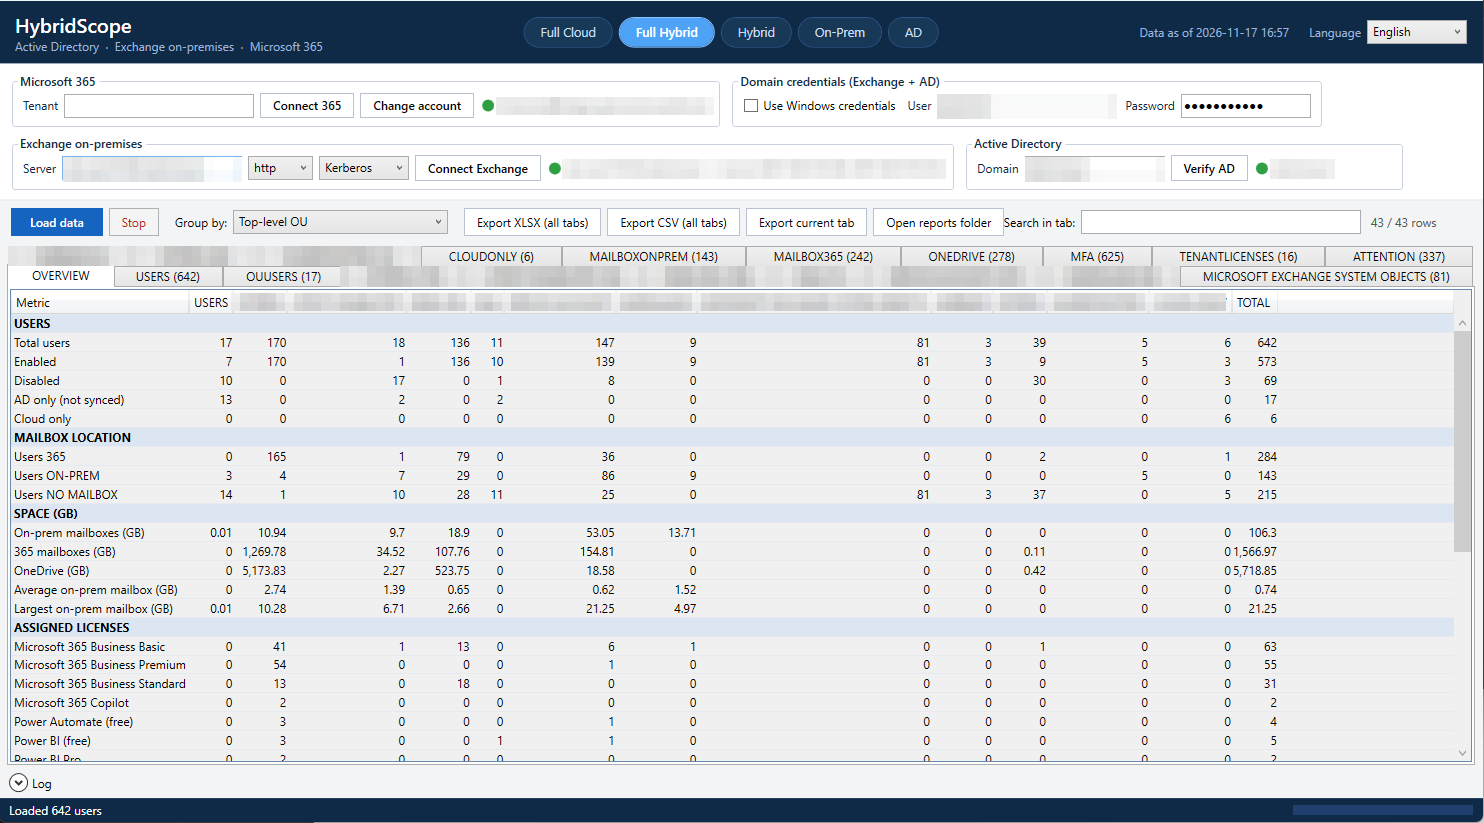 HybridScope
Active Directory · Exchange on-premises · Microsoft 365
Full Cloud Full Hybrid Hybrid On-Prem AD
Data as of 2026-11-17 16:57 Language English
Microsoft 365
Tenant Connect 365 Change account
Domain credentials (Exchange + AD)
Use Windows credentials User Password ●●●●●●●●●●●
Exchange on-premises
Server http Kerberos Connect Exchange
Active Directory
Domain Verify AD
Load data Stop Group by: Top-level OU Export XLSX (all tabs) Export CSV (all tabs) Export current tab Open reports folder Search in tab: 43 / 43 rows
CLOUDONLY (6) MAILBOXONPREM (143) MAILBOX365 (242) ONEDRIVE (278) MFA (625) TENANTLICENSES (16) ATTENTION (337)
OVERVIEW USERS (642) OUUSERS (17) MICROSOFT EXCHANGE SYSTEM OBJECTS (81)
Metric USERS TOTAL
USERS
Total users 17 170 18 136 11 147 9 81 3 39 5 6 642
Enabled 7 170 1 136 10 139 9 81 3 9 5 3 573
Disabled 10 0 17 0 1 8 0 0 0 30 0 3 69
AD only (not synced) 13 0 2 0 2 0 0 0 0 0 0 0 17
Cloud only 0 0 0 0 0 0 0 0 0 0 0 6 6
MAILBOX LOCATION
Users 365 0 165 1 79 0 36 0 0 0 2 0 1 284
Users ON-PREM 3 4 7 29 0 86 9 0 0 0 5 0 143
Users NO MAILBOX 14 1 10 28 11 25 0 81 3 37 0 5 215
SPACE (GB)
On-prem mailboxes (GB) 0.01 10.94 9.7 18.9 0 53.05 13.71 0 0 0 0 0 106.3
365 mailboxes (GB) 0 1,269.78 34.52 107.76 0 154.81 0 0 0 0.11 0 0 1,566.97
OneDrive (GB) 0 5,173.83 2.27 523.75 0 18.58 0 0 0 0.42 0 0 5,718.85
Average on-prem mailbox (GB) 0 2.74 1.39 0.65 0 0.62 1.52 0 0 0 0 0 0.74
Largest on-prem mailbox (GB) 0.01 10.28 6.71 2.66 0 21.25 4.97 0 0 0 0 0 21.25
ASSIGNED LICENSES
Microsoft 365 Business Basic 0 41 1 13 0 6 1 0 0 1 0 0 63
Microsoft 365 Business Premium 0 54 0 0 0 1 0 0 0 0 0 0 55
Microsoft 365 Business Standard 0 13 0 18 0 0 0 0 0 0 0 0 31
Microsoft 365 Copilot 0 2 0 0 0 0 0 0 0 0 0 0 2
Power Automate (free) 0 3 0 0 0 1 0 0 0 0 0 0 4
Power BI (free) 0 3 0 0 1 1 0 0 0 0 0 0 5
Power BI Pro 0 2 0 0 0 0 0 0 0 0 0 0 2
Log
Loaded 642 users